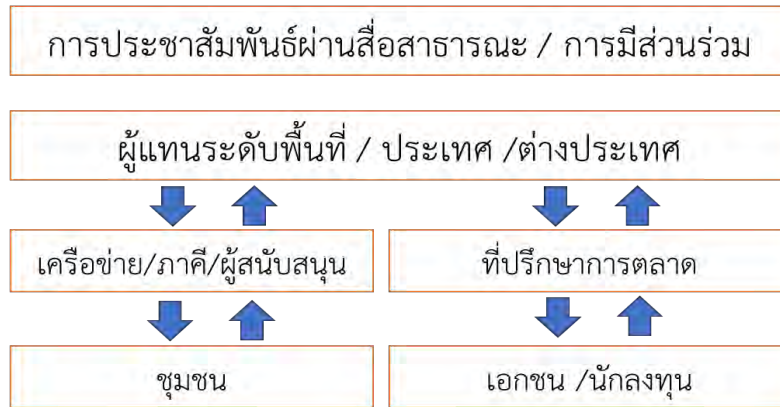 การประชาสัมพันธ์ผ่านสื่อสาธารณะ / การมีส่วนร่วม
ผู้แทนระดับพื้นที่ / ประเทศ /ต่างประเทศ
เครือข่าย/ภาคี/ผู้สนับสนุน
ที่ปรึกษาการตลาด
ชุมชน
เอกชน /นักลงทุน